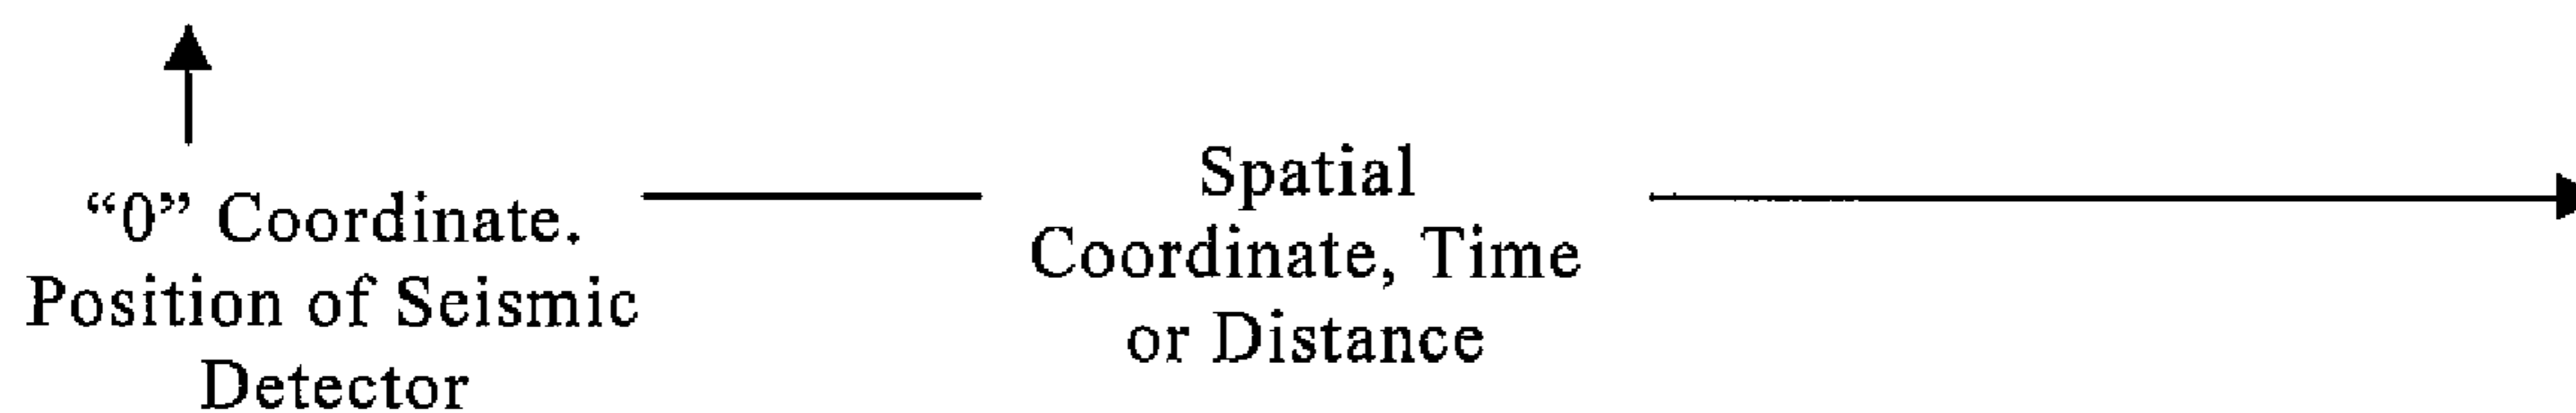 “0” Coordinate.
Position of Seismic
Detector
Spatial
Coordinate, Time
or Distance